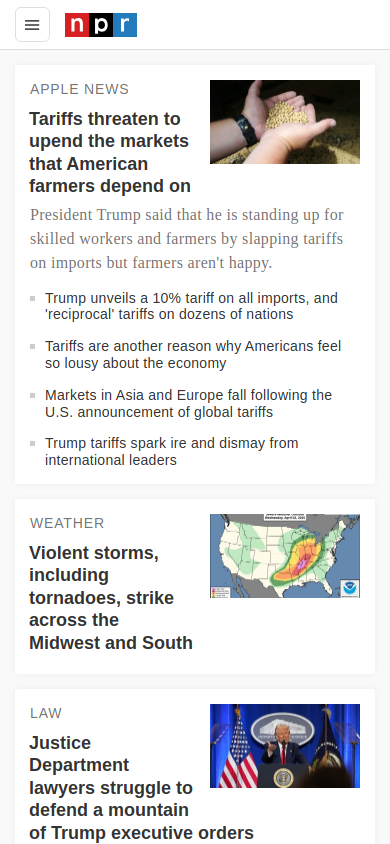 npr
APPLE NEWS
Tariffs threaten to
upend the markets
that American
farmers depend on
President Trump said that he is standing up for
skilled workers and farmers by slapping tariffs
on imports but farmers aren't happy.
Trump unveils a 10% tariff on all imports, and
'reciprocal' tariffs on dozens of nations
Tariffs are another reason why Americans feel
so lousy about the economy
Markets in Asia and Europe fall following the
U.S. announcement of global tariffs
Trump tariffs spark ire and dismay from
international leaders
WEATHER
Violent storms,
including
tornadoes, strike
across the
Midwest and South
LAW
Justice
Department
lawyers struggle to
defend a mountain
of Trump executive orders